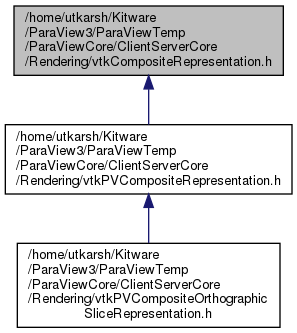 /home/utkarsh/Kitware
/ParaView3/ParaViewTemp
/ParaViewCore/ClientServerCore
/Rendering/vtkCompositeRepresentation.h
/home/utkarsh/Kitware
/ParaView3/ParaViewTemp
/ParaViewCore/ClientServerCore
/Rendering/vtkPVCompositeRepresentation.h
/home/utkarsh/Kitware
/ParaView3/ParaViewTemp
/ParaViewCore/ClientServerCore
/Rendering/vtkPVCompositeOrthographic
SliceRepresentation.h